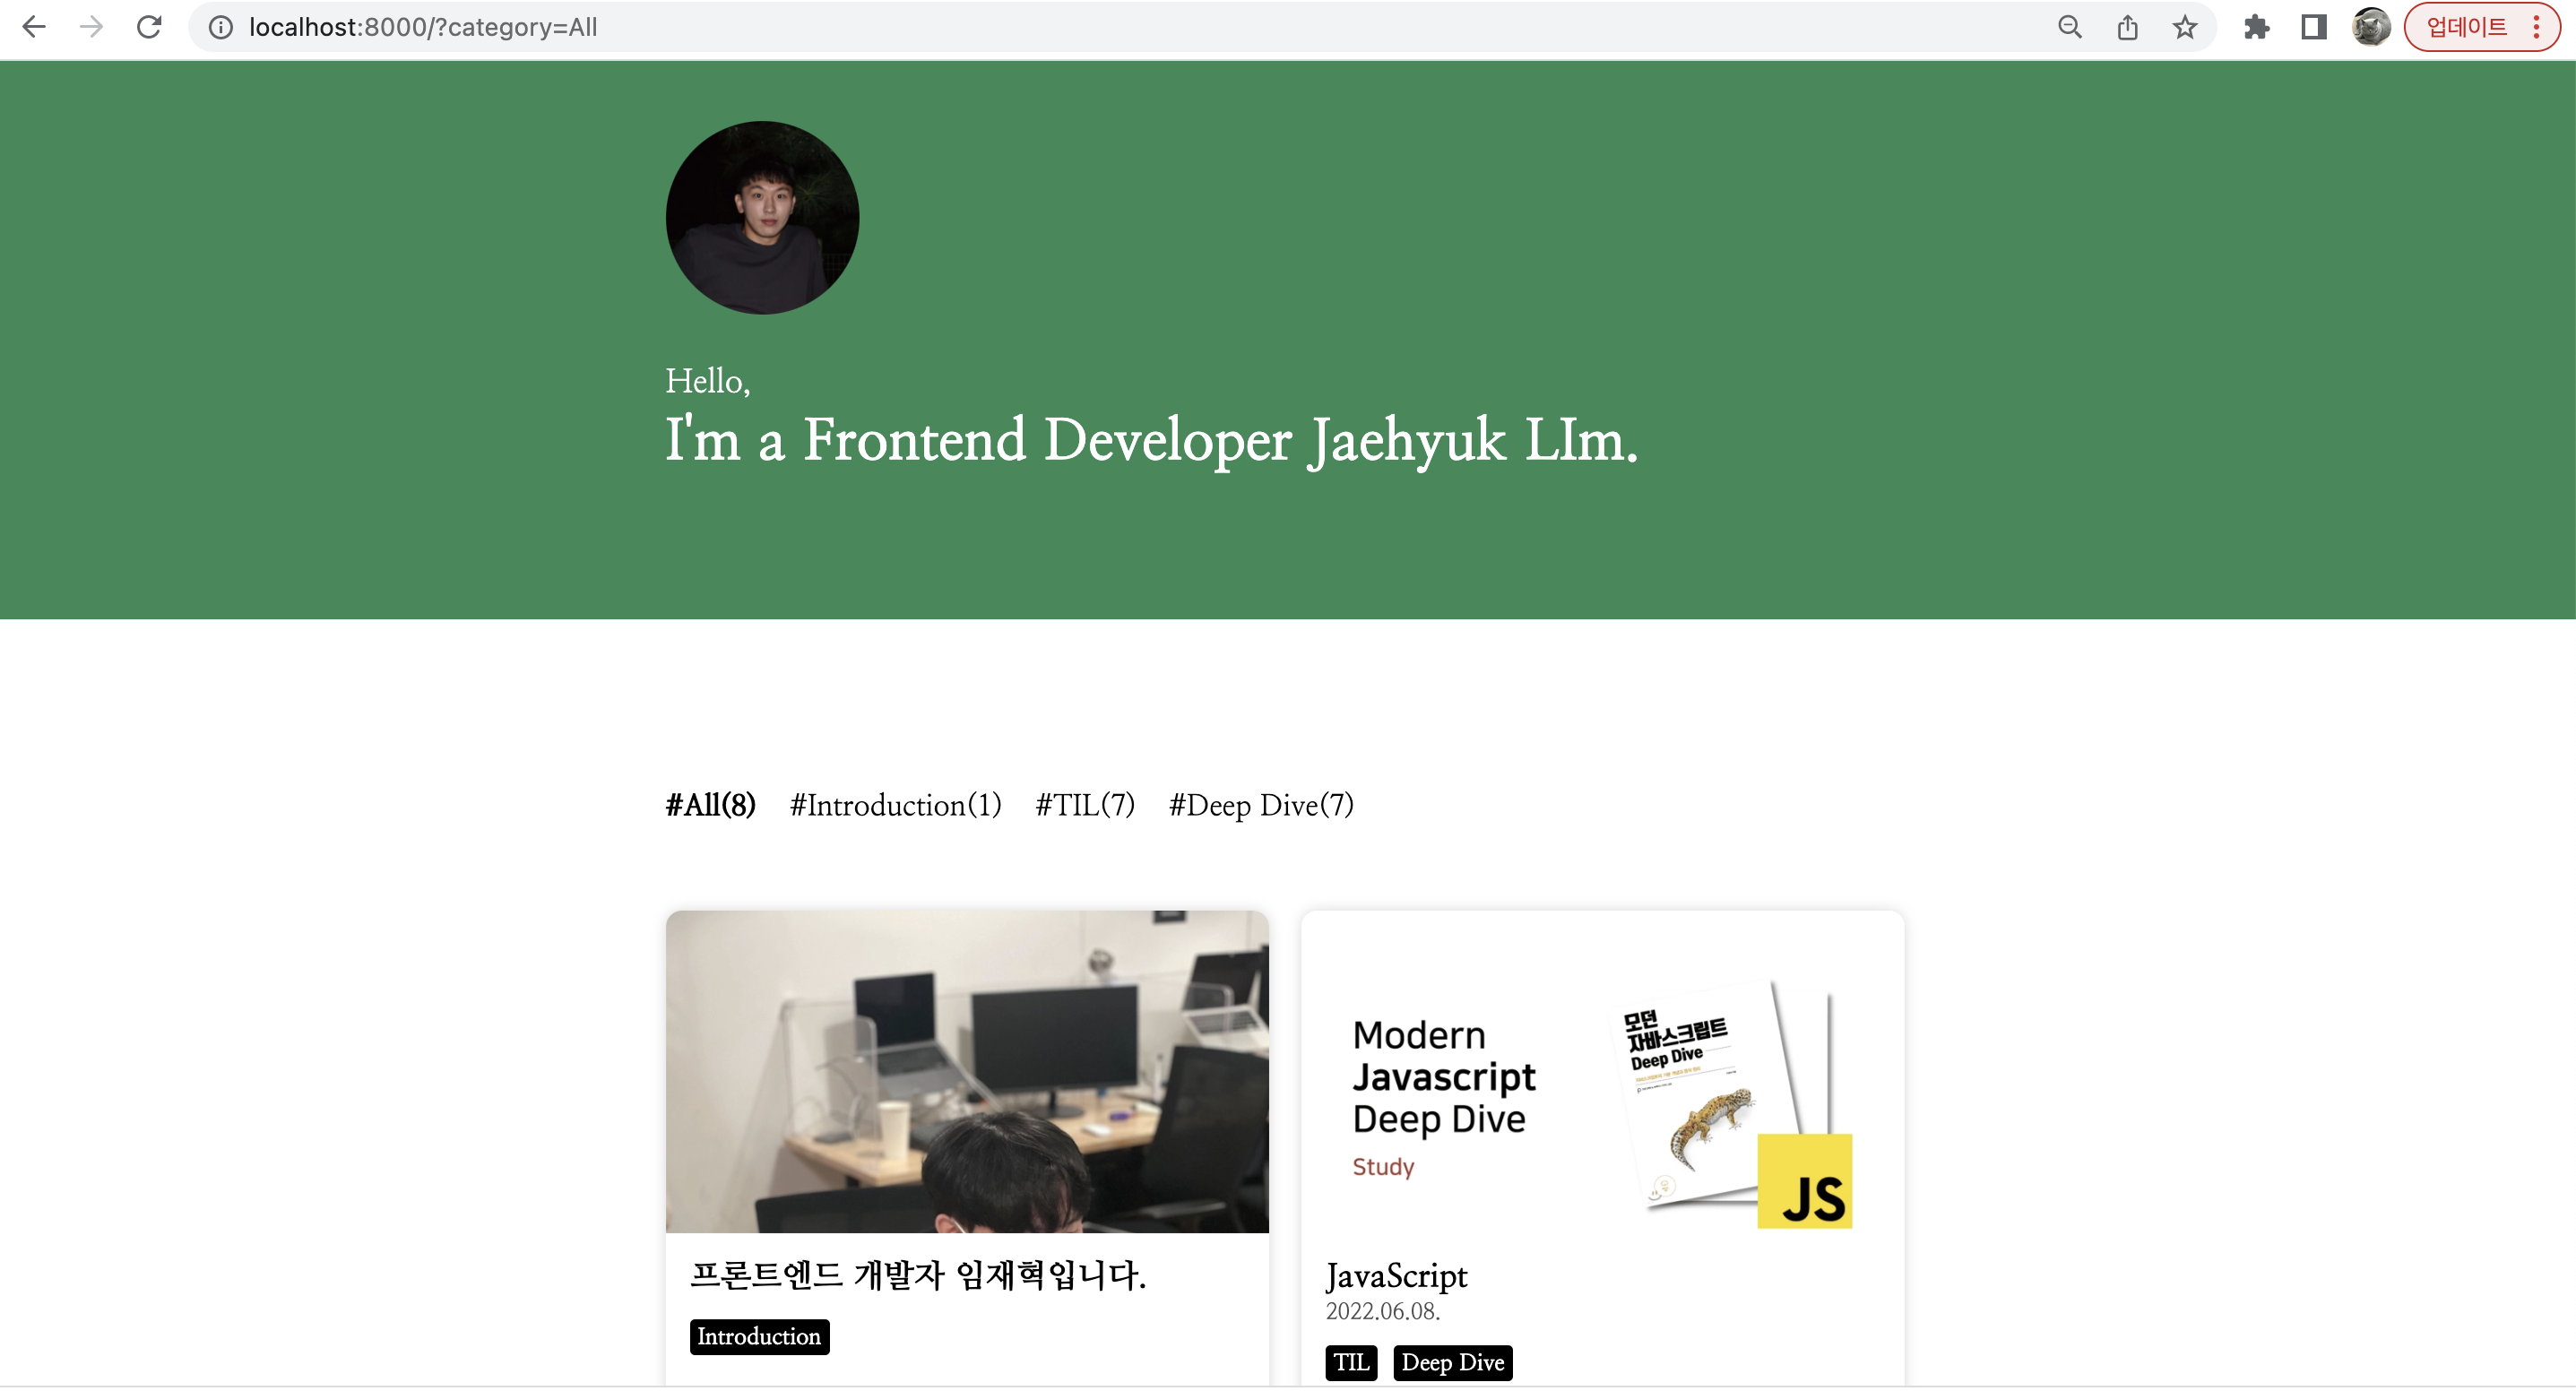 localhost:8000/?category=All
업데이트
Hello,
I'm a Frontend Developer Jaehyuk LIm.
#All(8) #Introduction(1) #TIL(7) #Deep Dive(7)
Modern
Javascript
Deep Dive
Study
모던
자바스크립트
Deep Dive
JS
프론트엔드 개발자 임재혁입니다.
Introduction
JavaScript
2022.06.08.
TIL Deep Dive